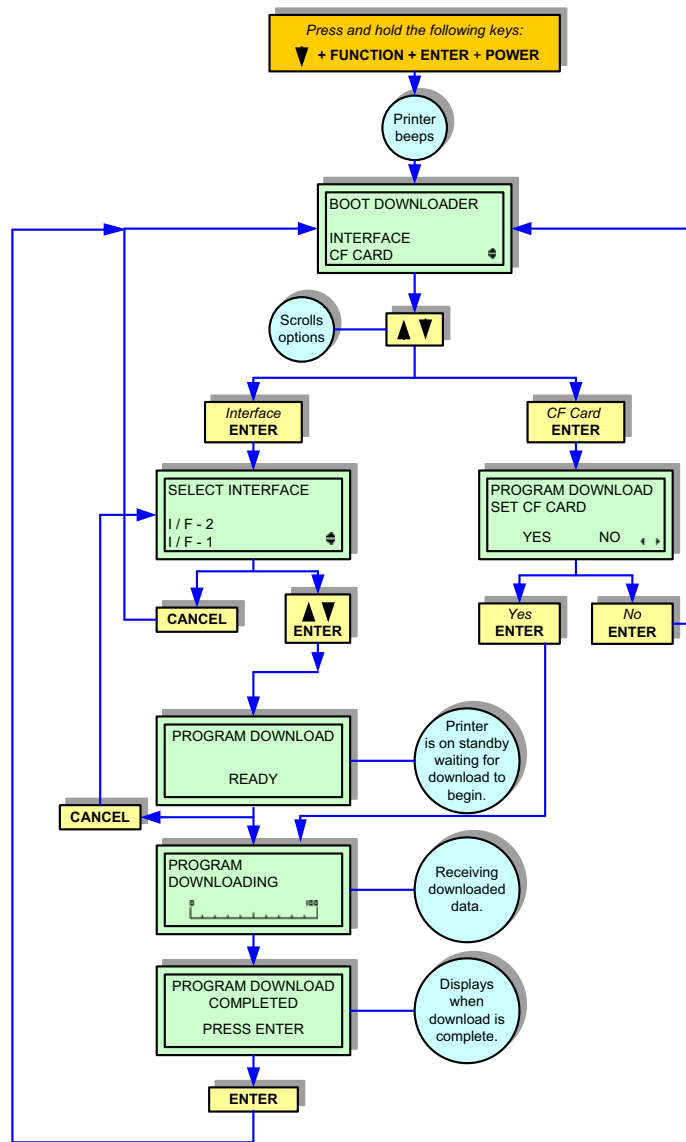 Press and hold the following keys:
▼ + FUNCTION + ENTER + POWER
Printer
beeps
BOOT DOWNLOADER
INTERFACE
CF CARD
Scrolls
options
▲ ▼
Interface
ENTER
CF Card
ENTER
SELECT INTERFACE
I / F - 2
I / F - 1
PROGRAM DOWNLOAD
SET CF CARD
YES NO
CANCEL
▲ ▼
ENTER
Yes
ENTER
No
ENTER
PROGRAM DOWNLOAD
READY
Printer
is on standby
waiting for
download to
begin.
CANCEL
PROGRAM
DOWNLOADING
0 100
Receiving
downloaded
data.
PROGRAM DOWNLOAD
COMPLETED
PRESS ENTER
Displays
when
download is
complete.
ENTER